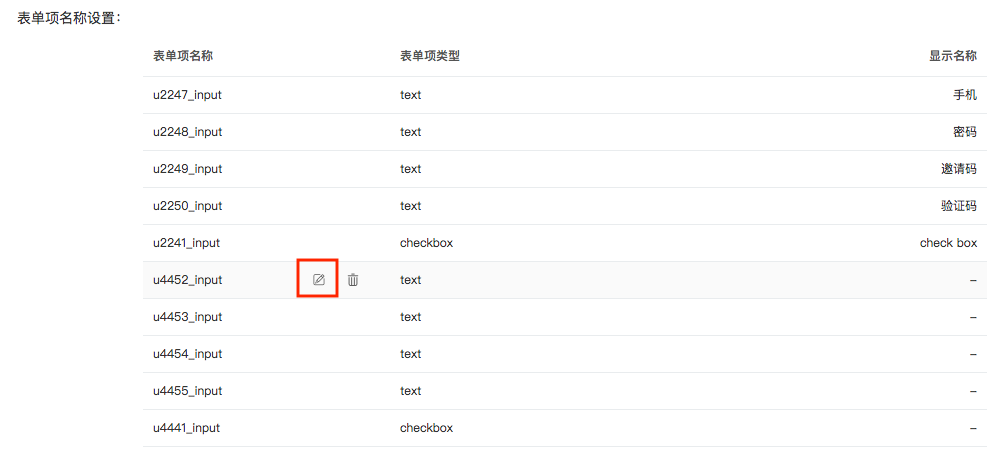 表单项名称设置：
表单项名称 表单项类型 显示名称
u2247_input text 手机
u2248_input text 密码
u2249_input text 邀请码
u2250_input text 验证码
u2241_input checkbox check box
u4452_input text –
u4453_input text –
u4454_input text –
u4455_input text –
u4441_input checkbox –